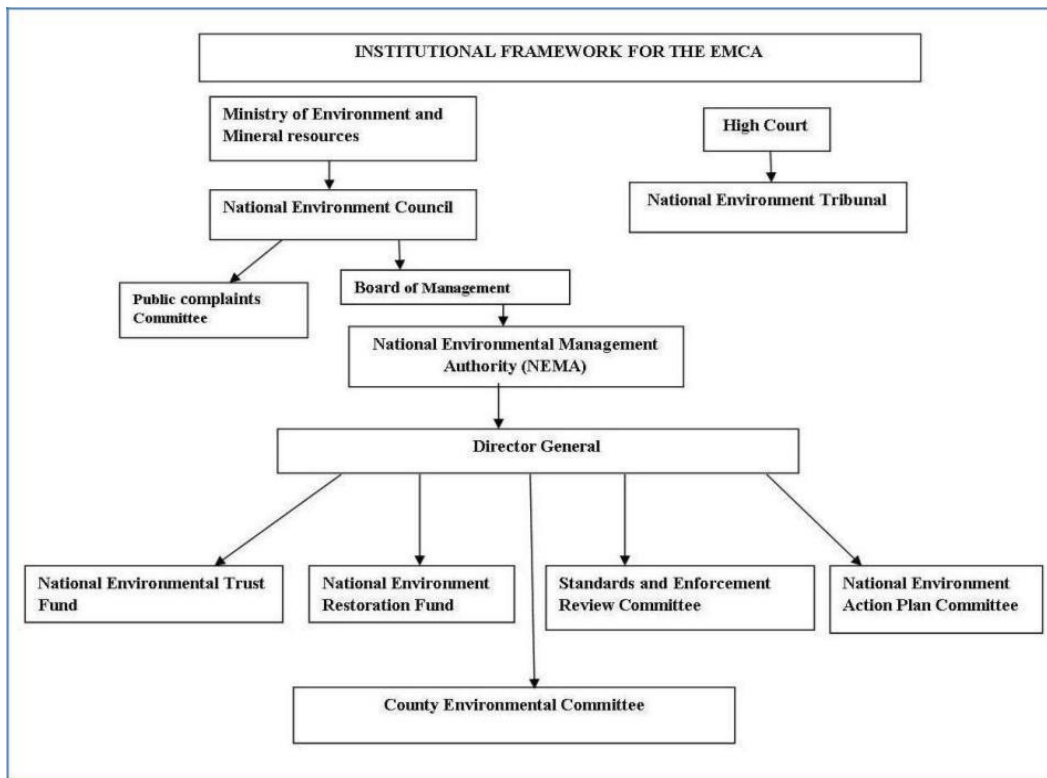 INSTITUTIONAL FRAMEWORK FOR THE EMCA
Ministry of Environment and
Mineral resources
High Court
National Environment Council
National Environment Tribunal
Public complaints
Committee
Board of Management
National Environmental Management
Authority (NEMA)
Director General
National Environmental Trust
Fund
National Environment
Restoration Fund
Standards and Enforcement
Review Committee
National Environment
Action Plan Committee
County Environmental Committee